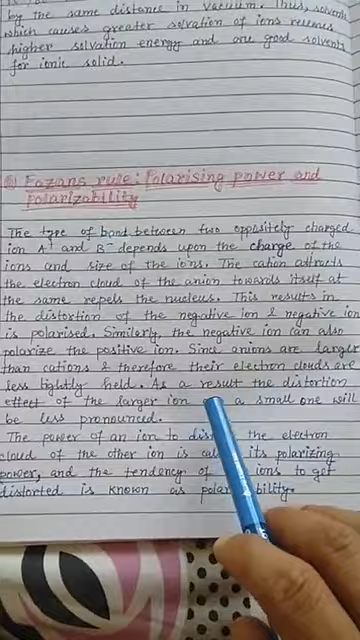 by the same distance in vacuum. Thus, solvents
which causes greater solvation of ions releases
higher solvation energy and are good solvents
for ionic solid.
Fazans rule: Polarising power and
polarizability
The type of bond between two oppositely charged
ion A+ and B- depends upon the charge of the
ions and size of the ions. The cation attracts
the electron cloud of the anion towards itself at
the same repels the nucleus. This results in
the distortion of the negative ion & negative ion
is polarised. Similarly, the negative ion can also
polarize the positive ion. Since anions are larger
than cations & therefore their electron clouds are
less tightly held. As a result the distortion
effect of the larger ion a small one will
be less pronounced.
The power of an ion to the electron
cloud of the other ion is its polarizing
power, and the tendency of ions to get
distorted is known as